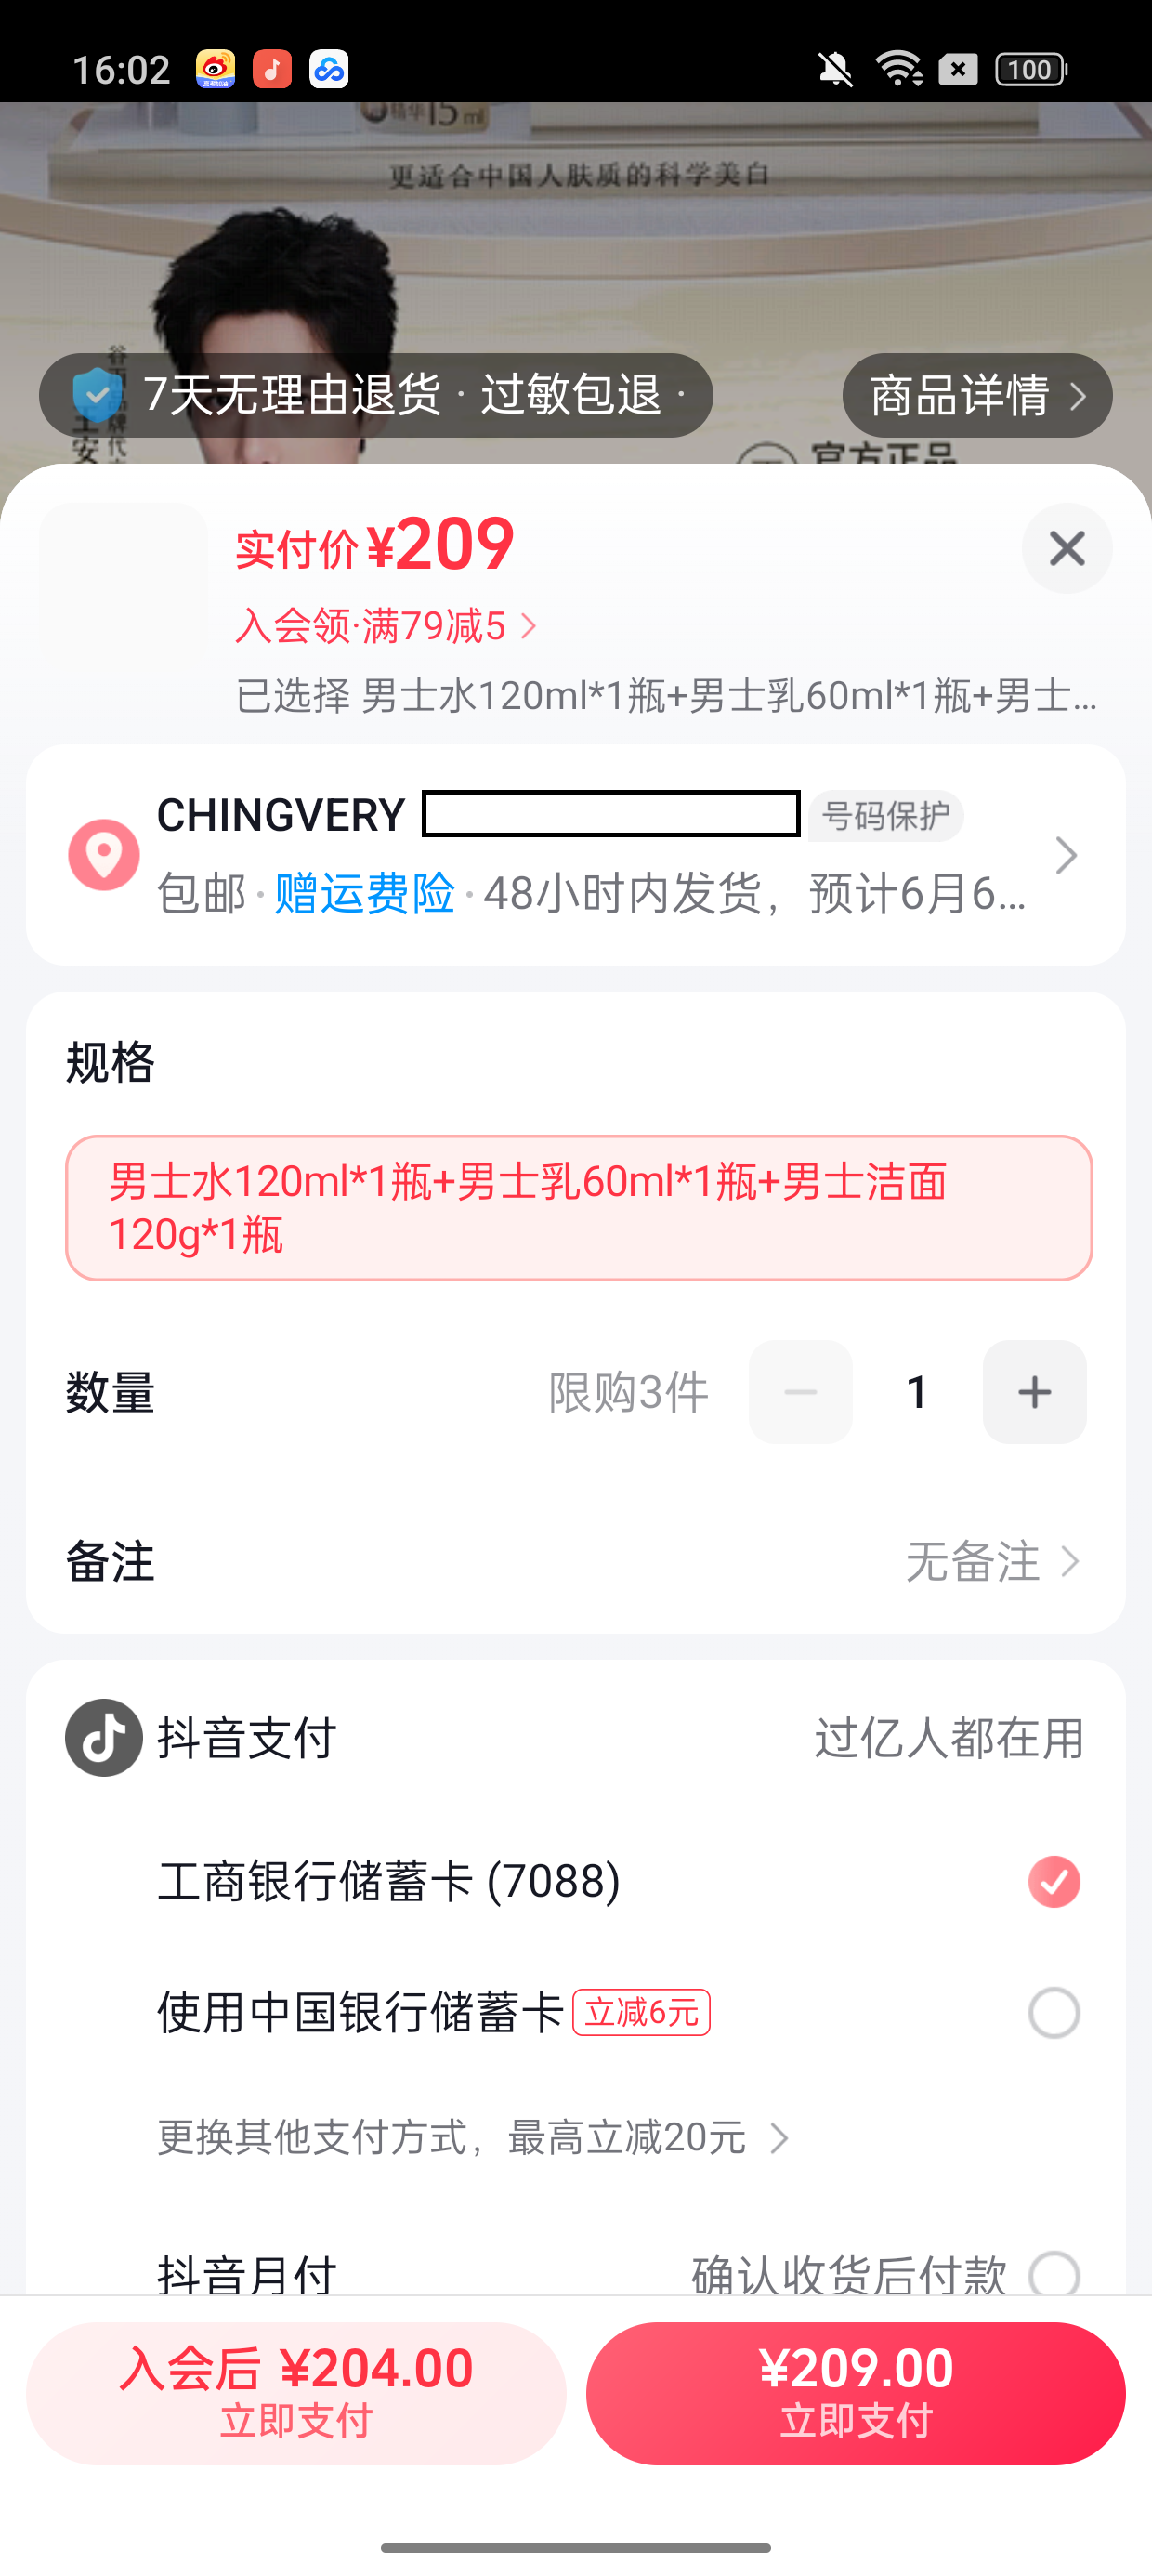 16:02
100
精华15ml
更适合中国人肤质的科学美白
7天无理由退货 · 过敏包退 ·
商品详情
官方正品
实付价 ¥209
入会领·满79减5
已选择 男士水120ml*1瓶+男士乳60ml*1瓶+男士...
CHINGVERY
号码保护
包邮 · 赠运费险 · 48小时内发货，预计6月6...
规格
男士水120ml*1瓶+男士乳60ml*1瓶+男士洁面
120g*1瓶
数量
限购3件
1
备注
无备注
抖音支付
过亿人都在用
工商银行储蓄卡 (7088)
使用中国银行储蓄卡 立减6元
更换其他支付方式，最高立减20元
抖音月付
确认收货后付款
入会后 ¥204.00
立即支付
¥209.00
立即支付